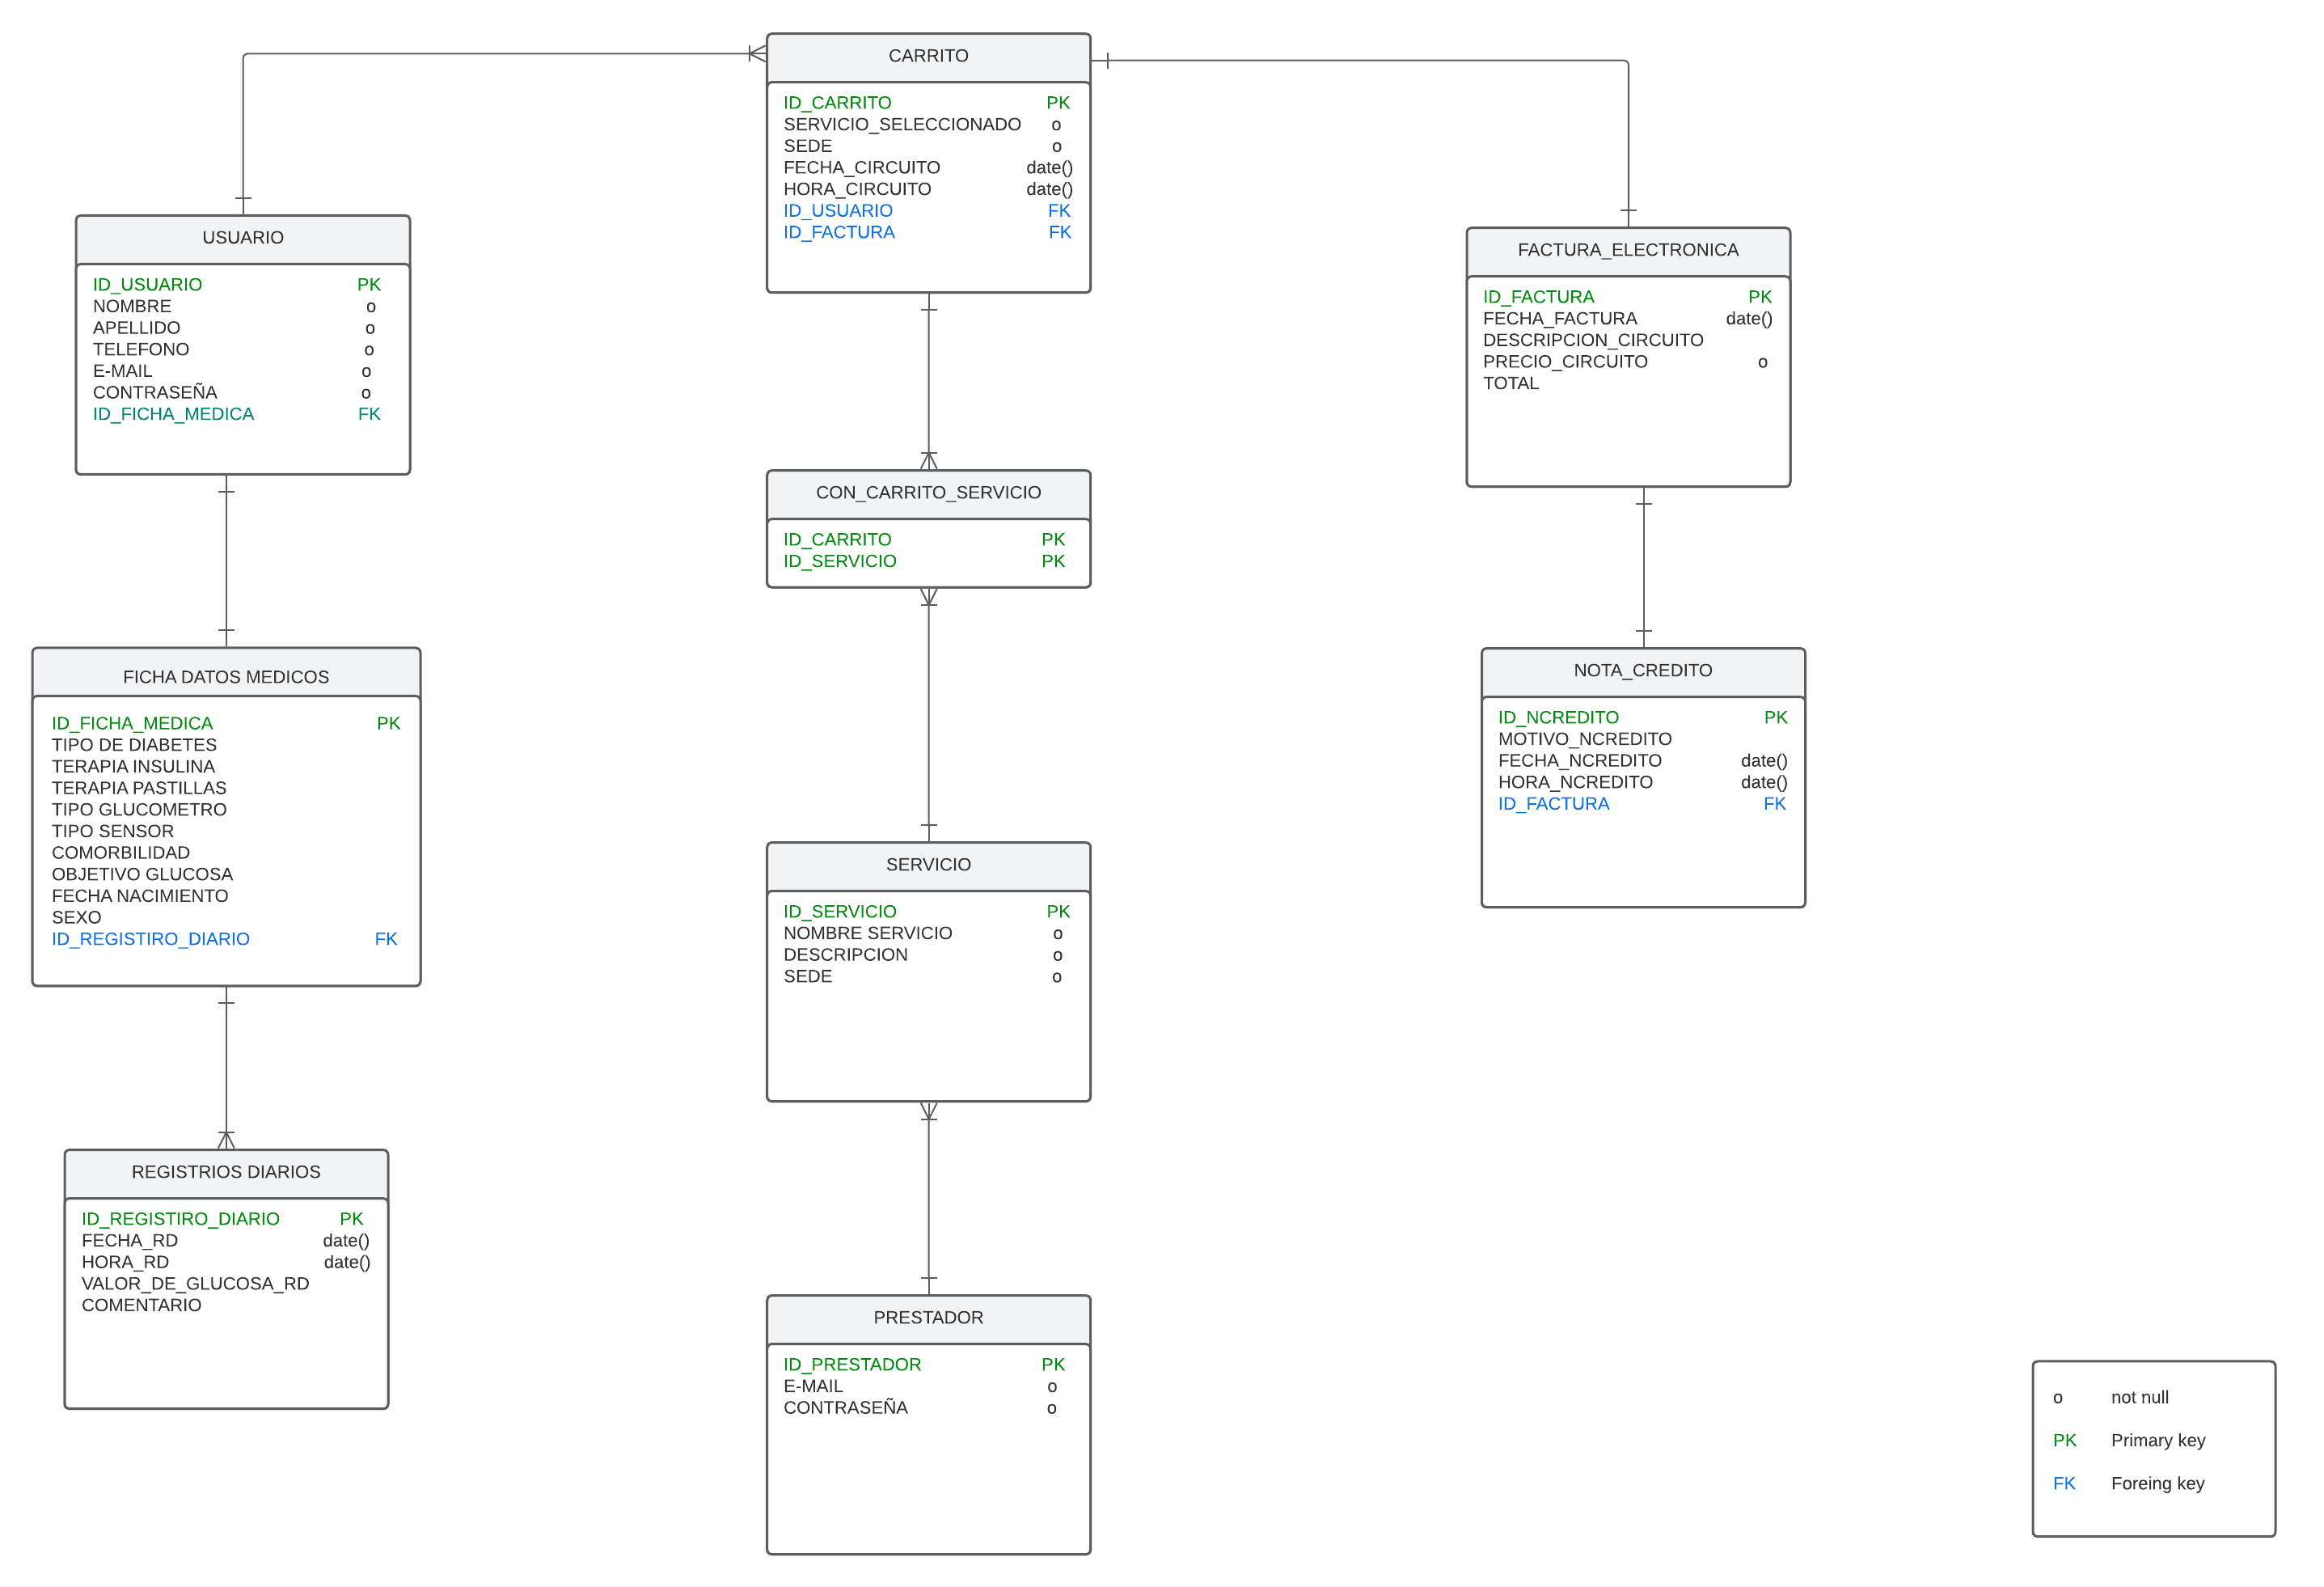 CARRITO
ID_CARRITO PK
SERVICIO_SELECCIONADO o
SEDE o
FECHA_CIRCUITO date()
HORA_CIRCUITO date()
ID_USUARIO FK
ID_FACTURA FK
USUARIO
ID_USUARIO PK
NOMBRE o
APELLIDO o
TELEFONO o
E-MAIL o
CONTRASEÑA o
ID_FICHA_MEDICA FK
FACTURA_ELECTRONICA
ID_FACTURA PK
FECHA_FACTURA date()
DESCRIPCION_CIRCUITO
PRECIO_CIRCUITO o
TOTAL
CON_CARRITO_SERVICIO
ID_CARRITO PK
ID_SERVICIO PK
FICHA DATOS MEDICOS
ID_FICHA_MEDICA PK
TIPO DE DIABETES
TERAPIA INSULINA
TERAPIA PASTILLAS
TIPO GLUCOMETRO
TIPO SENSOR
COMORBILIDAD
OBJETIVO GLUCOSA
FECHA NACIMIENTO
SEXO
ID_REGISTIRO_DIARIO FK
NOTA_CREDITO
ID_NCREDITO PK
MOTIVO_NCREDITO
FECHA_NCREDITO date()
HORA_NCREDITO date()
ID_FACTURA FK
SERVICIO
ID_SERVICIO PK
NOMBRE SERVICIO o
DESCRIPCION o
SEDE o
REGISTRIOS DIARIOS
ID_REGISTIRO_DIARIO PK
FECHA_RD date()
HORA_RD date()
VALOR_DE_GLUCOSA_RD
COMENTARIO
PRESTADOR
ID_PRESTADOR PK
E-MAIL o
CONTRASEÑA o
o not null
PK Primary key
FK Foreing key